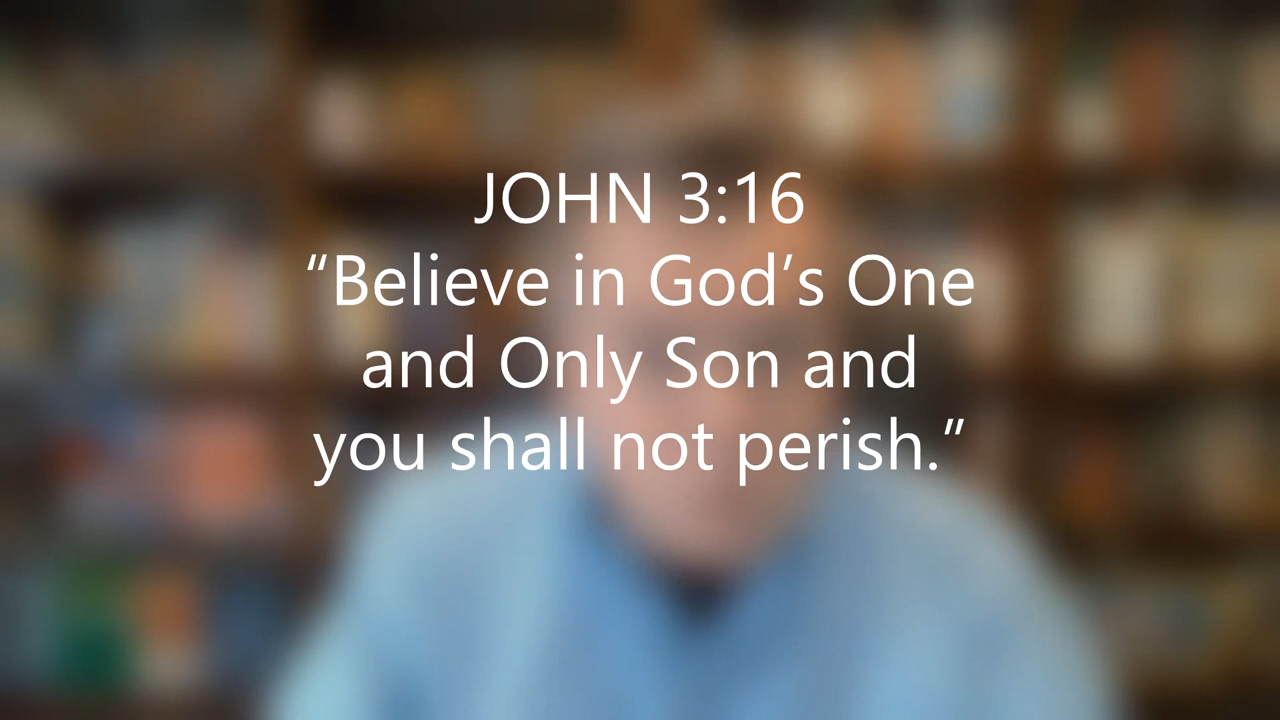 JOHN 3:16
“Believe in God’s One
and Only Son and
you shall not perish.”